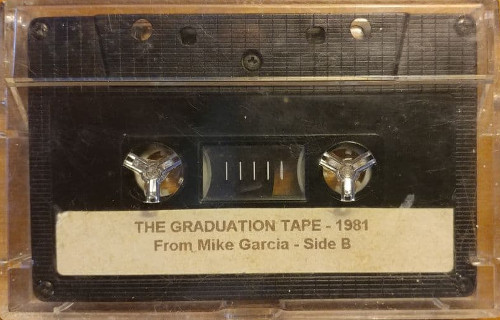 THE GRADUATION TAPE - 1981
From Mike Garcia - Side B